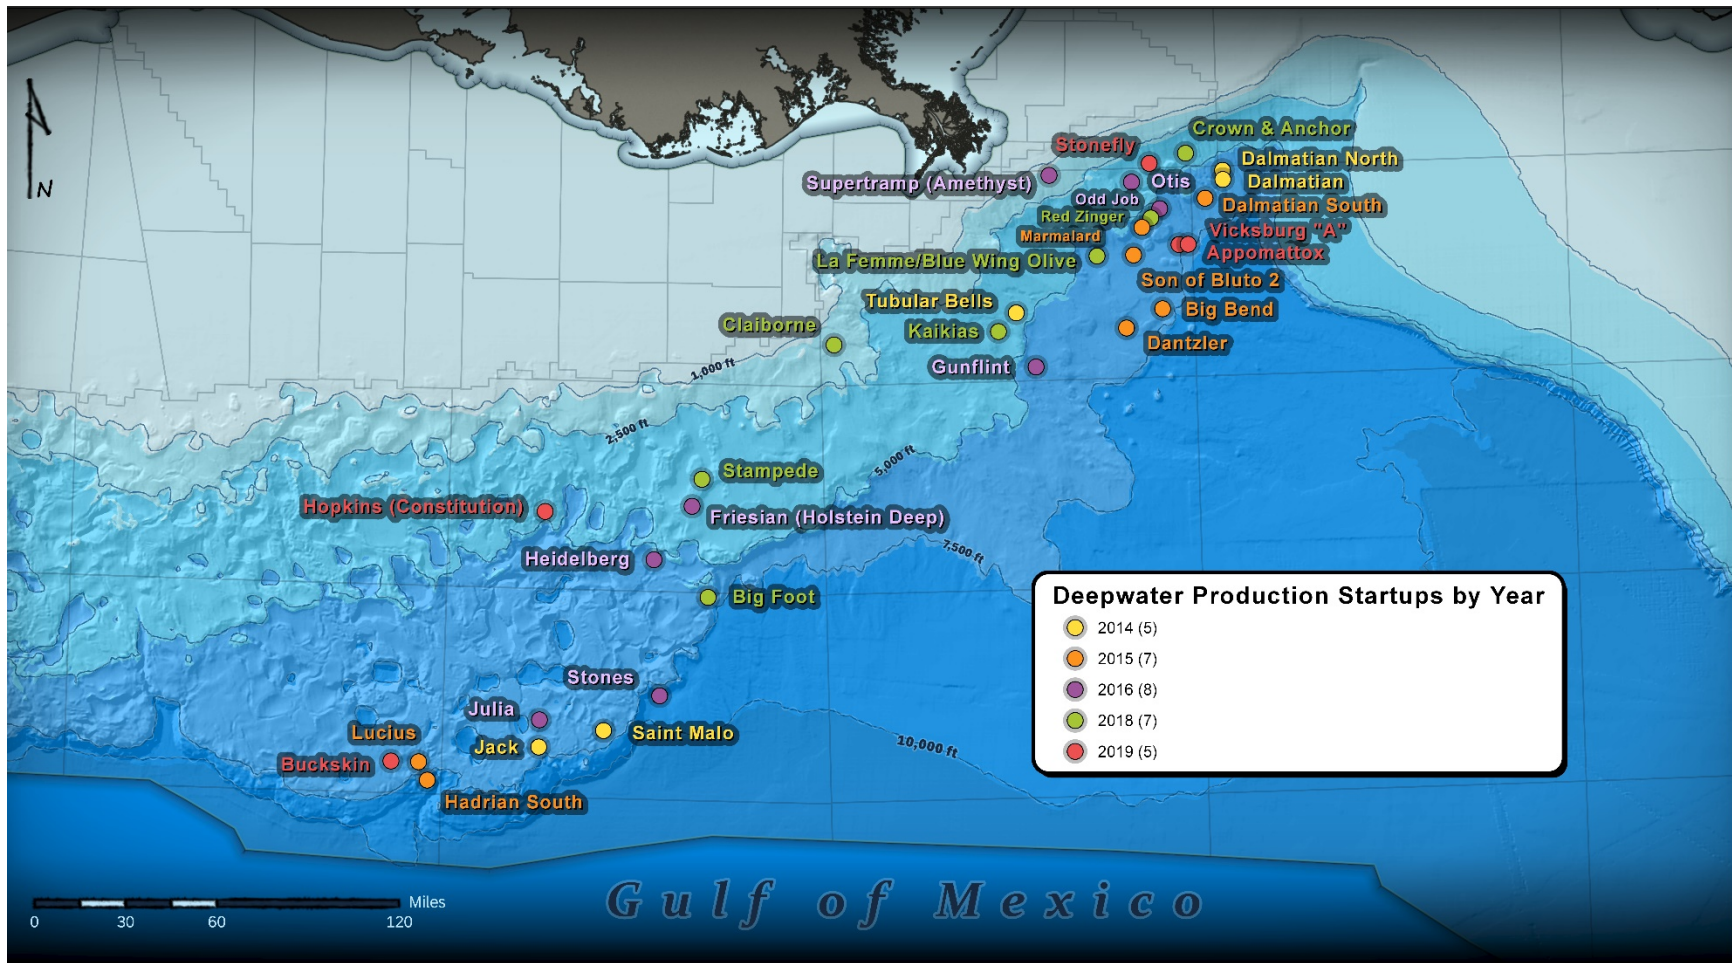 Crown & Anchor
Stonefly
Dalmatian North
Supertramp (Amethyst)
Otis
Dalmatian
Odd Job
Dalmatian South
Red Zinger
Marmalard
Vicksburg "A"
Appomattox
La Femme/Blue Wing Olive
Son of Bluto 2
Tubular Bells
Big Bend
Claiborne
Kaikias
Dantzler
Gunflint
1,000 ft
2,500 ft
5,000 ft
7,500 ft
10,000 ft
Stampede
Hopkins (Constitution)
Friesian (Holstein Deep)
Heidelberg
Big Foot
Stones
Julia
Saint Malo
Lucius
Jack
Buckskin
Hadrian South
N
Deepwater Production Startups by Year
2014 (5)
2015 (7)
2016 (8)
2018 (7)
2019 (5)
Miles
0 30 60 120
Gulf of Mexico